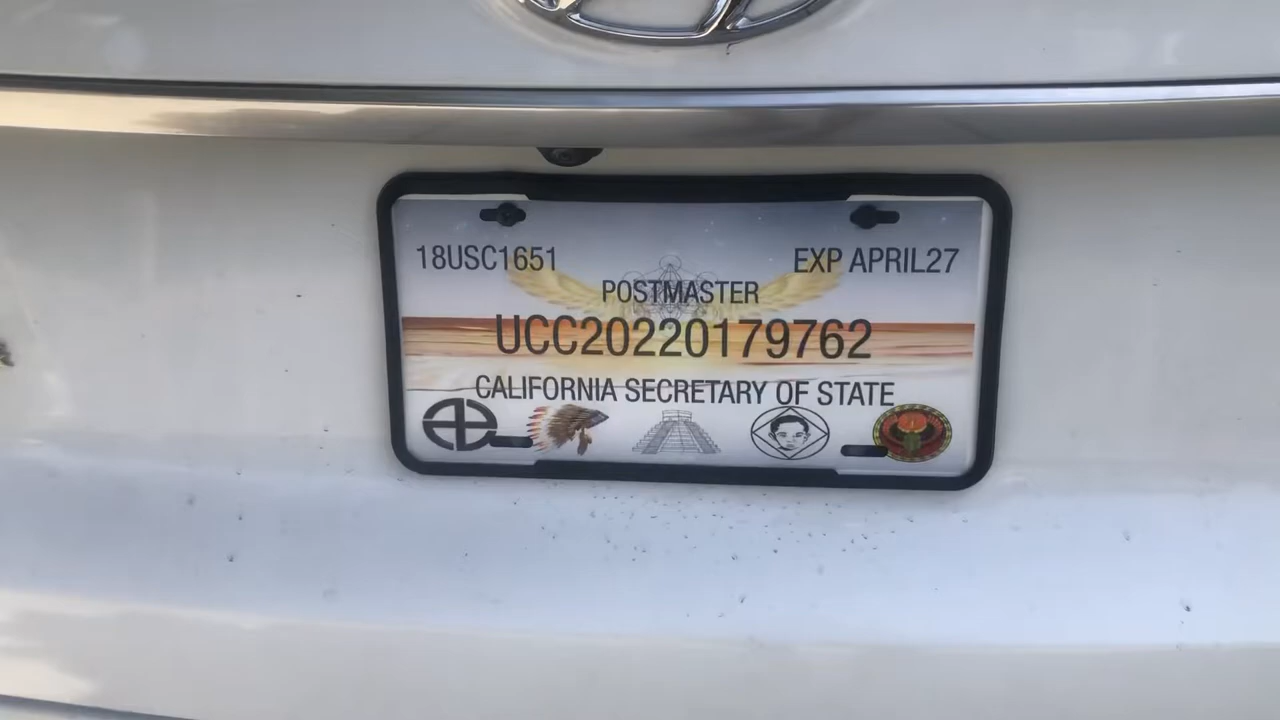 18USC1651 EXP APRIL27
POSTMASTER
UCC20220179762
CALIFORNIA SECRETARY OF STATE